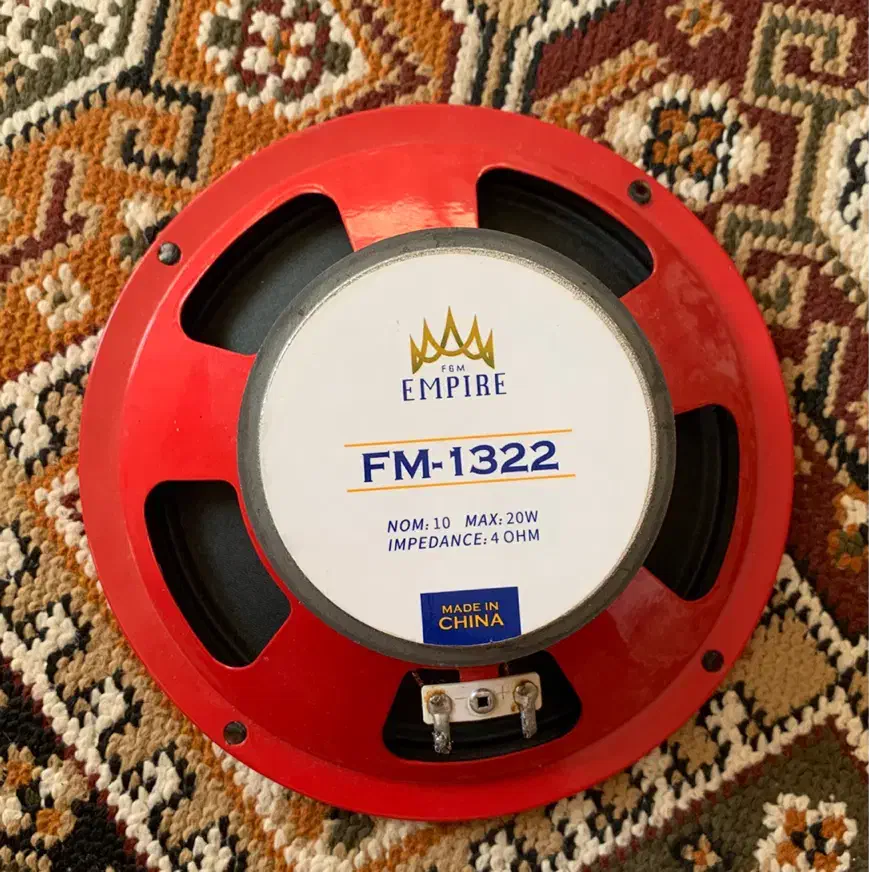 FGM
EMPIRE
FM-1322
NOM: 10 MAX: 20W
IMPEDANCE: 4 OHM
MADE IN
CHINA
- +